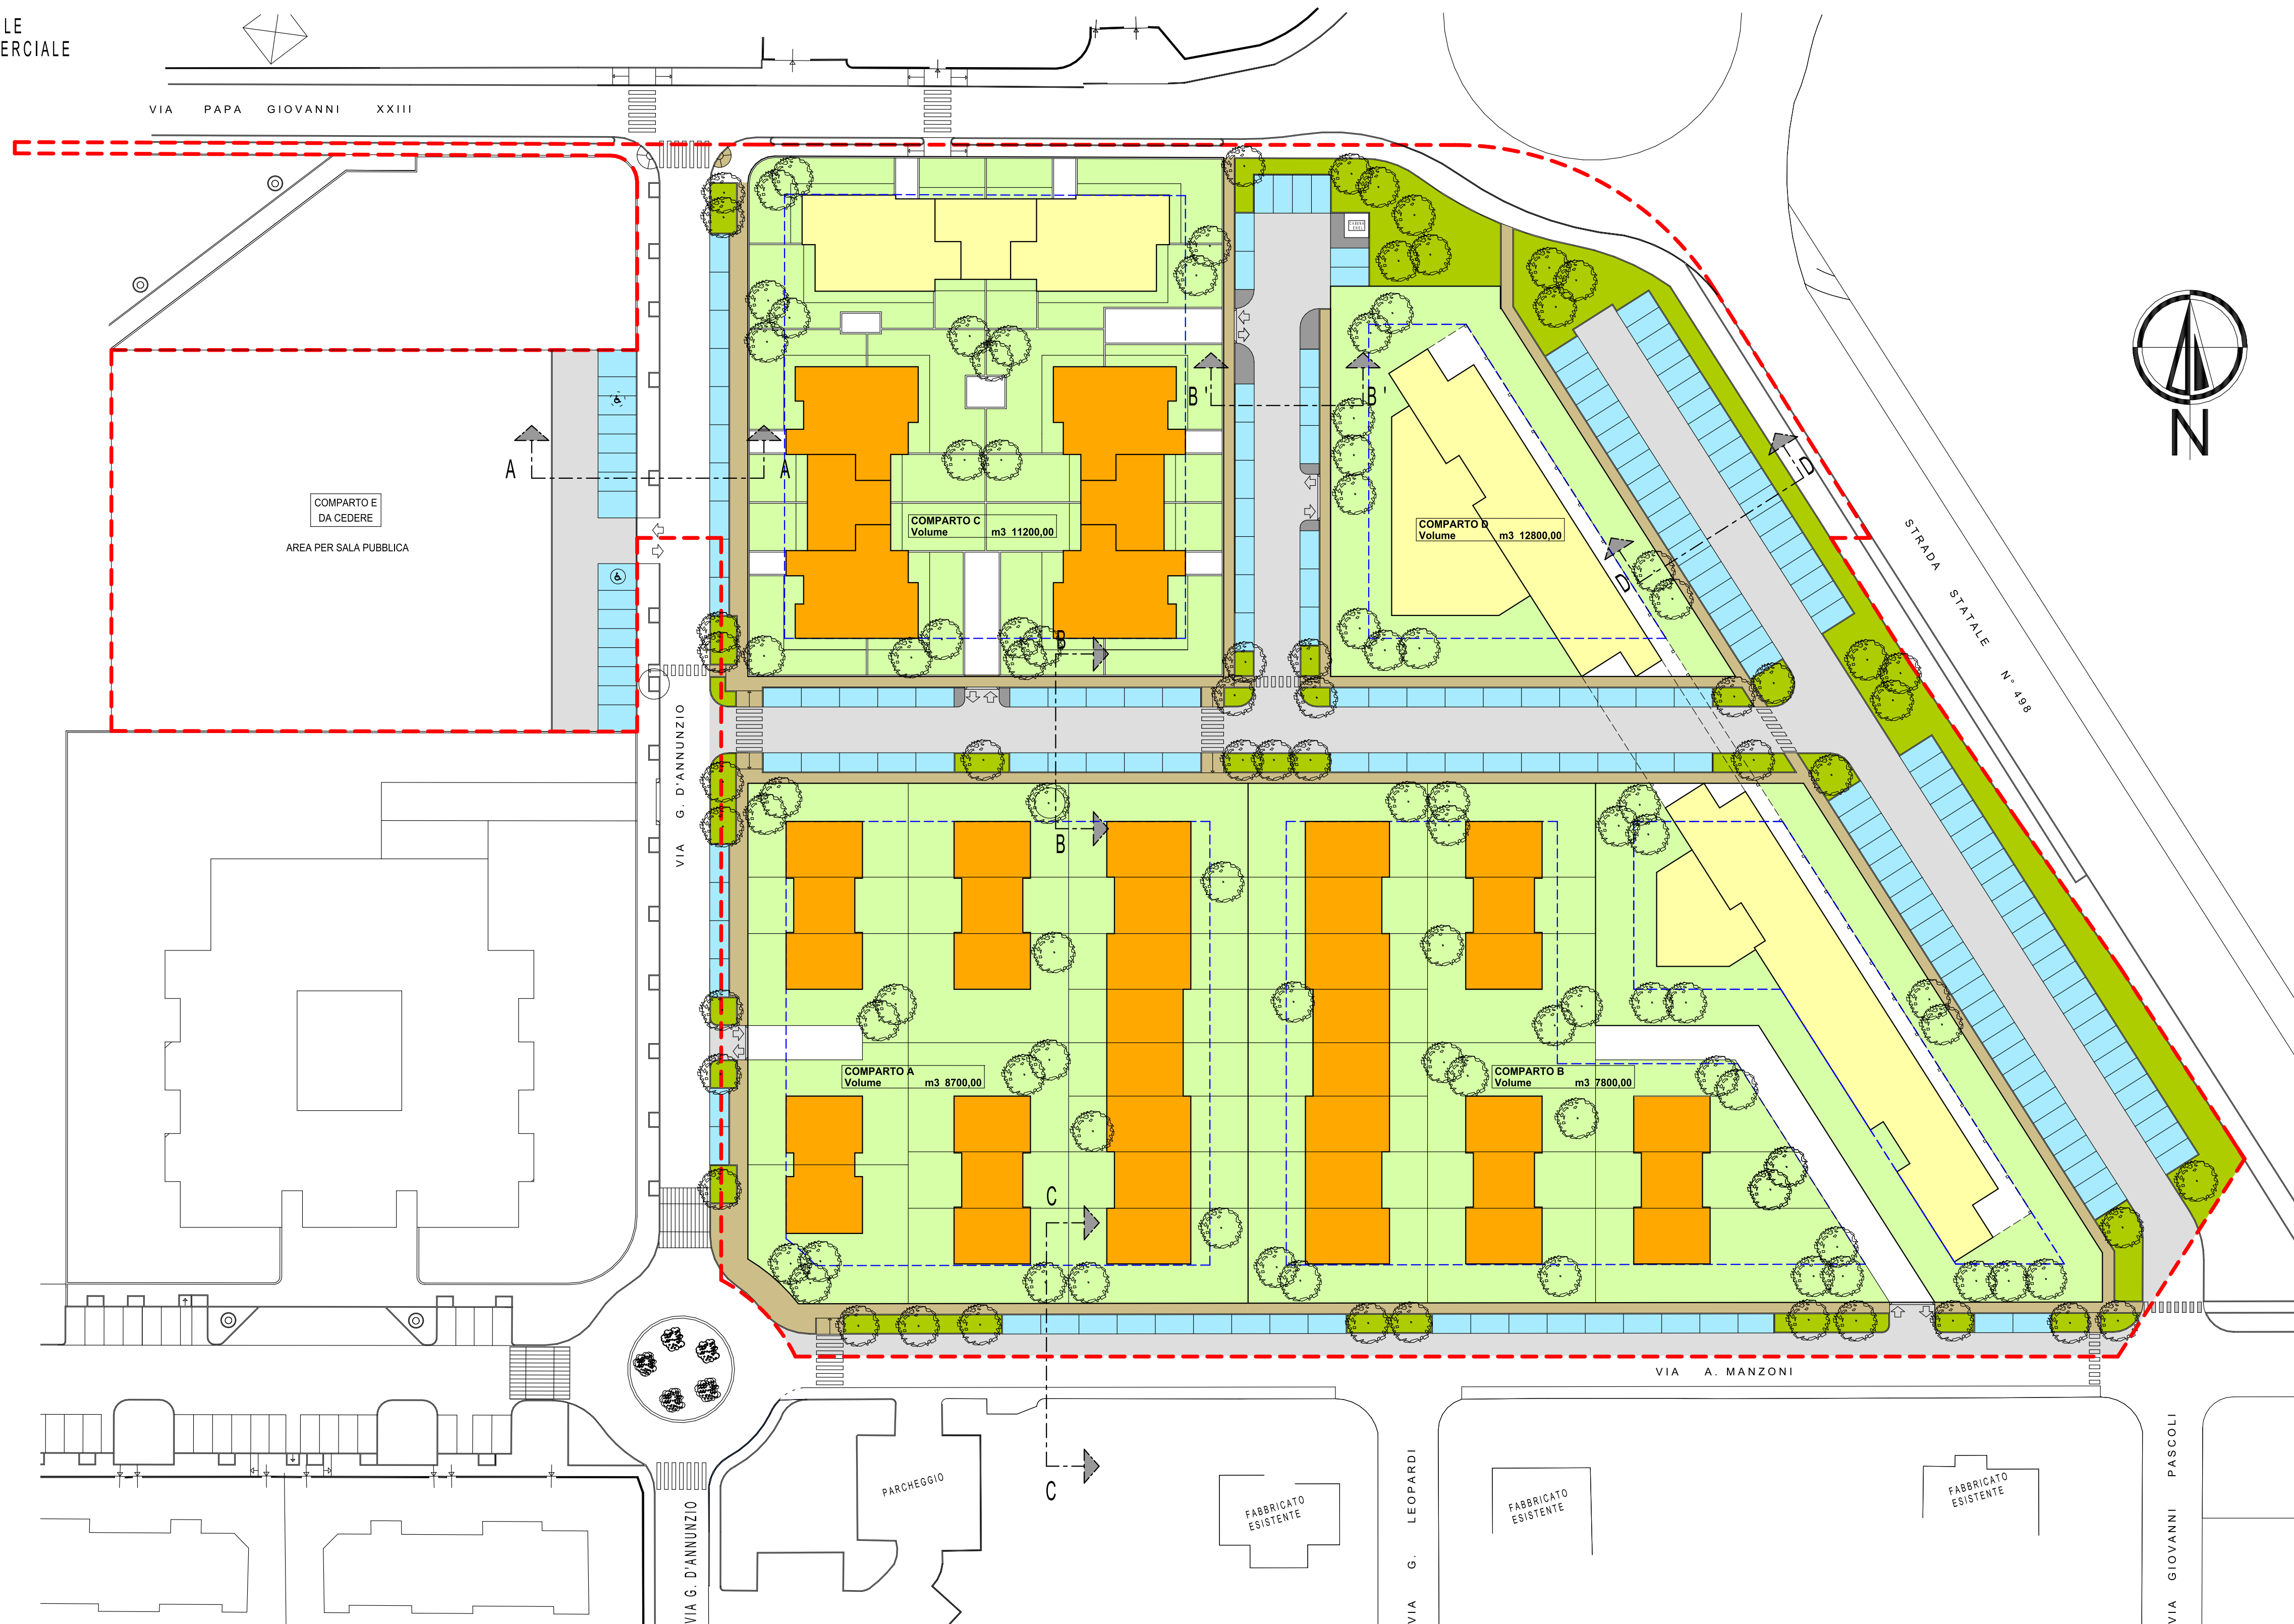 LE
ERCIALE
VIA PAPA GIOVANNI XXIII
CABINA
ENEL
N
B' B'
A A
D
D
COMPARTO E
DA CEDERE
AREA PER SALA PUBBLICA
COMPARTO C
Volume m3 11200,00
COMPARTO D
Volume m3 12800,00
STRADA STATALE N° 498
B
B
VIA G. D'ANNUNZIO
COMPARTO A
Volume m3 8700,00
COMPARTO B
Volume m3 7800,00
C
C
VIA A. MANZONI
PARCHEGGIO
FABBRICATO
ESISTENTE
FABBRICATO
ESISTENTE
FABBRICATO
ESISTENTE
VIA G. D'ANNUNZIO
VIA G. LEOPARDI
VIA GIOVANNI PASCOLI